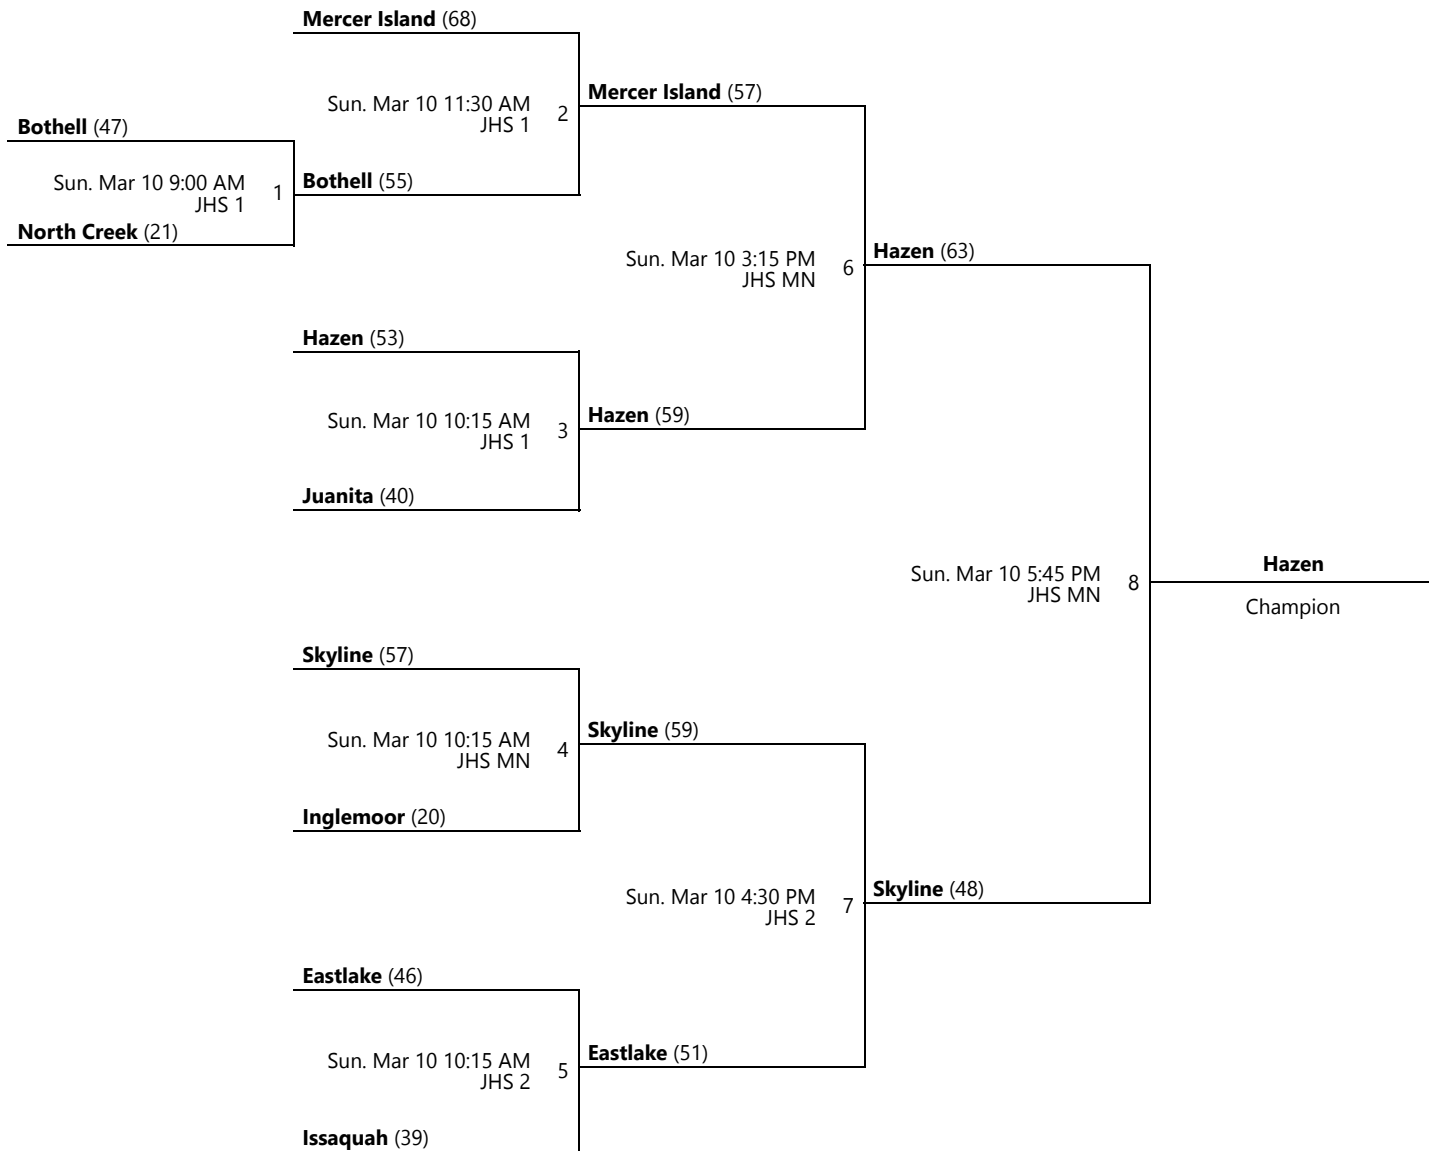 Mercer Island (68)
Sun. Mar 10 11:30 AM
JHS 1
2
Mercer Island (57)
Bothell (47)
Sun. Mar 10 9:00 AM
JHS 1
1
Bothell (55)
North Creek (21)
Sun. Mar 10 3:15 PM
JHS MN
6
Hazen (63)
Hazen (53)
Sun. Mar 10 10:15 AM
JHS 1
3
Hazen (59)
Juanita (40)
Sun. Mar 10 5:45 PM
JHS MN
8
Hazen
Champion
Skyline (57)
Sun. Mar 10 10:15 AM
JHS MN
4
Skyline (59)
Inglemoor (20)
Sun. Mar 10 4:30 PM
JHS 2
7
Skyline (48)
Eastlake (46)
Sun. Mar 10 10:15 AM
JHS 2
5
Eastlake (51)
Issaquah (39)